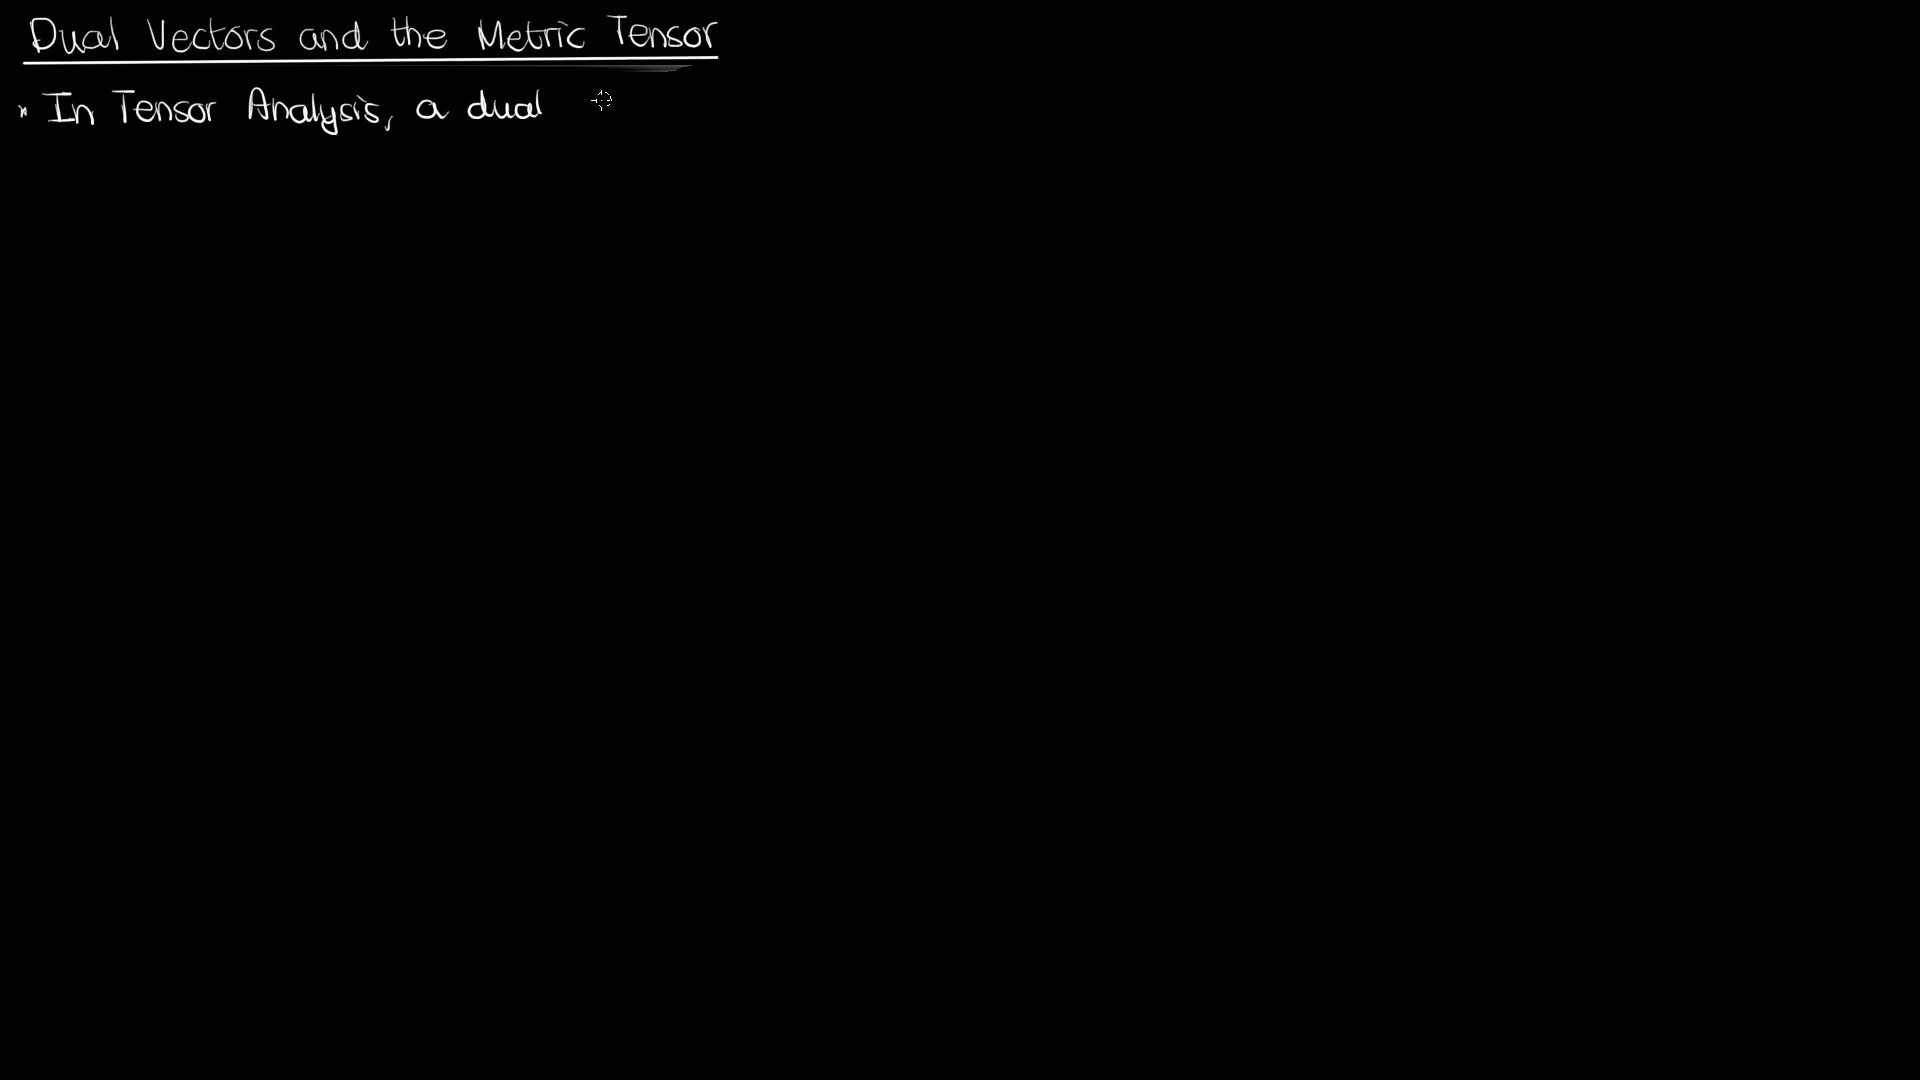 Dual Vectors and the Metric Tensor
* In Tensor Analysis, a dual